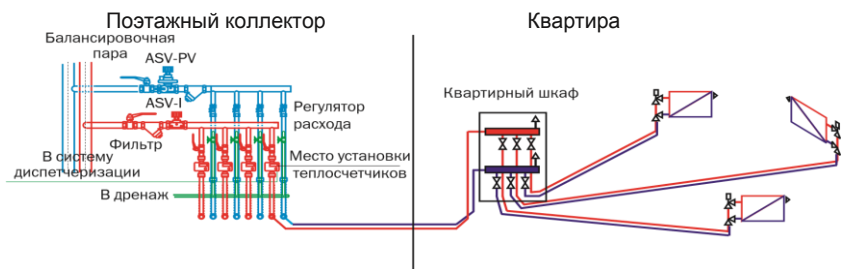 Поэтажный коллектор
Квартира
Балансировочная
пара
ASV-PV
ASV-I
Регулятор
расхода
Фильтр
Место установки
теплосчетчиков
В систему
диспетчеризации
В дренаж
Квартирный шкаф